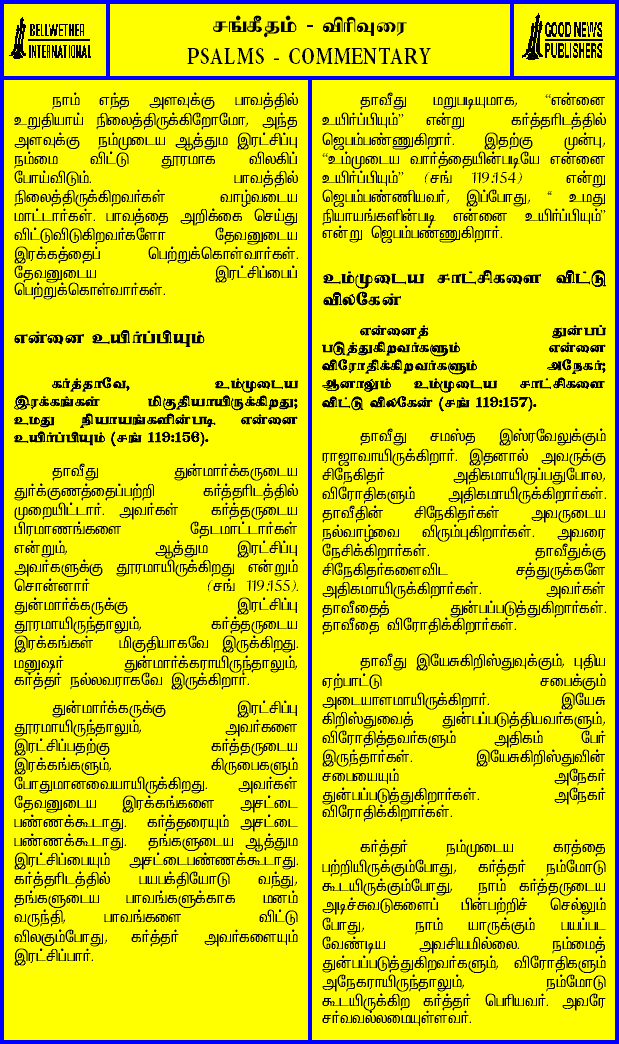 BELLWETHER
INTERNATIONAL
சங்கீதம் - விரிவுரை
PSALMS - COMMENTARY
GOOD NEWS
PUBLISHERS
நாம் எந்த அளவுக்கு பாவத்தில்
உறுதியாய் நிலைத்திருக்கிறோமோ, அந்த
அளவுக்கு நம்முடைய ஆத்தும இரட்சிப்பு
நம்மை விட்டு தூரமாக விலகிப்
போய்விடும். பாவத்தில்
நிலைத்திருக்கிறவர்கள் வாழ்வடைய
மாட்டார்கள். பாவத்தை அறிக்கை செய்து
விட்டுவிடுகிறவர்களோ தேவனுடைய
இரக்கத்தைப் பெற்றுக்கொள்வார்கள்.
தேவனுடைய இரட்சிப்பைப்
பெற்றுக்கொள்வார்கள்.
என்னை உயிர்ப்பியும்
கர்த்தாவே, உம்முடைய
இரக்கங்கள் மிகுதியாயிருக்கிறது;
உமது நியாயங்களின்படி என்னை
உயிர்ப்பியும் (சங் 119:156).
தாவீது துன்மார்க்கருடைய
துர்க்குணத்தைப்பற்றி கர்த்தரிடத்தில்
முறையிட்டார். அவர்கள் கர்த்தருடைய
பிரமாணங்களை தேடமாட்டார்கள்
என்றும், ஆத்தும இரட்சிப்பு
அவர்களுக்கு தூரமாயிருக்கிறது என்றும்
சொன்னார் (சங் 119:155).
துன்மார்க்கருக்கு இரட்சிப்பு
தூரமாயிருந்தாலும், கர்த்தருடைய
இரக்கங்கள் மிகுதியாகவே இருக்கிறது.
மனுஷர் துன்மார்க்கராயிருந்தாலும்,
கர்த்தர் நல்லவராகவே இருக்கிறார்.
துன்மார்க்கருக்கு இரட்சிப்பு
தூரமாயிருந்தாலும், அவர்களை
இரட்சிப்பதற்கு கர்த்தருடைய
இரக்கங்களும், கிருபைகளும்
போதுமானவையாயிருக்கிறது. அவர்கள்
தேவனுடைய இரக்கங்களை அசட்டை
பண்ணக்கூடாது. கர்த்தரையும் அசட்டை
பண்ணக்கூடாது. தங்களுடைய ஆத்தும
இரட்சிப்பையும் அசட்டைபண்ணக்கூடாது.
கர்த்தரிடத்தில் பயபக்தியோடு வந்து,
தங்களுடைய பாவங்களுக்காக மனம்
வருந்தி, பாவங்களை விட்டு
விலகும்போது, கர்த்தர் அவர்களையும்
இரட்சிப்பார்.
தாவீது மறுபடியுமாக, “என்னை
உயிர்ப்பியும்” என்று கர்த்தரிடத்தில்
ஜெபம்பண்ணுகிறார். இதற்கு முன்பு,
“உம்முடைய வார்த்தையின்படியே என்னை
உயிர்ப்பியும்” (சங் 119:154) என்று
ஜெபம்பண்ணியவர், இப்போது, “ உமது
நியாயங்களின்படி என்னை உயிர்ப்பியும்”
என்று ஜெபம்பண்ணுகிறார்.
உம்முடைய சாட்சிகளை விட்டு
விலகேன்
என்னைத் துன்பப்
படுத்துகிறவர்களும் என்னை
விரோதிக்கிறவர்களும் அநேகர்;
ஆனாலும் உம்முடைய சாட்சிகளை
விட்டு விலகேன் (சங் 119:157).
தாவீது சமஸ்த இஸ்ரவேலுக்கும்
ராஜாவாயிருக்கிறார். இதனால் அவருக்கு
சிநேகிதர் அதிகமாயிருப்பதுபோல,
விரோதிகளும் அதிகமாயிருக்கிறார்கள்.
தாவீதின் சிநேகிதர்கள் அவருடைய
நல்வாழ்வை விரும்புகிறார்கள். அவரை
நேசிக்கிறார்கள். தாவீதுக்கு
சிநேகிதர்களைவிட சத்துருக்களே
அதிகமாயிருக்கிறார்கள். அவர்கள்
தாவீதைத் துன்பப்படுத்துகிறார்கள்.
தாவீதை விரோதிக்கிறார்கள்.
தாவீது இயேசுகிறிஸ்துவுக்கும், புதிய
ஏற்பாட்டு சபைக்கும்
அடையாளமாயிருக்கிறார். இயேசு
கிறிஸ்துவைத் துன்பப்படுத்தியவர்களும்,
விரோதித்தவர்களும் அதிகம் பேர்
இருந்தார்கள். இயேசுகிறிஸ்துவின்
சபையையும் அநேகர்
துன்பப்படுத்துகிறார்கள். அநேகர்
விரோதிக்கிறார்கள்.
கர்த்தர் நம்முடைய கரத்தை
பற்றியிருக்கும்போது, கர்த்தர் நம்மோடு
கூடயிருக்கும்போது, நாம் கர்த்தருடைய
அடிச்சுவடுகளைப் பின்பற்றிச் செல்லும்
போது, நாம் யாருக்கும் பயப்பட
வேண்டிய அவசியமில்லை. நம்மைத்
துன்பப்படுத்துகிறவர்களும், விரோதிகளும்
அநேகராயிருந்தாலும், நம்மோடு
கூடயிருக்கிற கர்த்தர் பெரியவர். அவரே
சர்வவல்லமையுள்ளவர்.